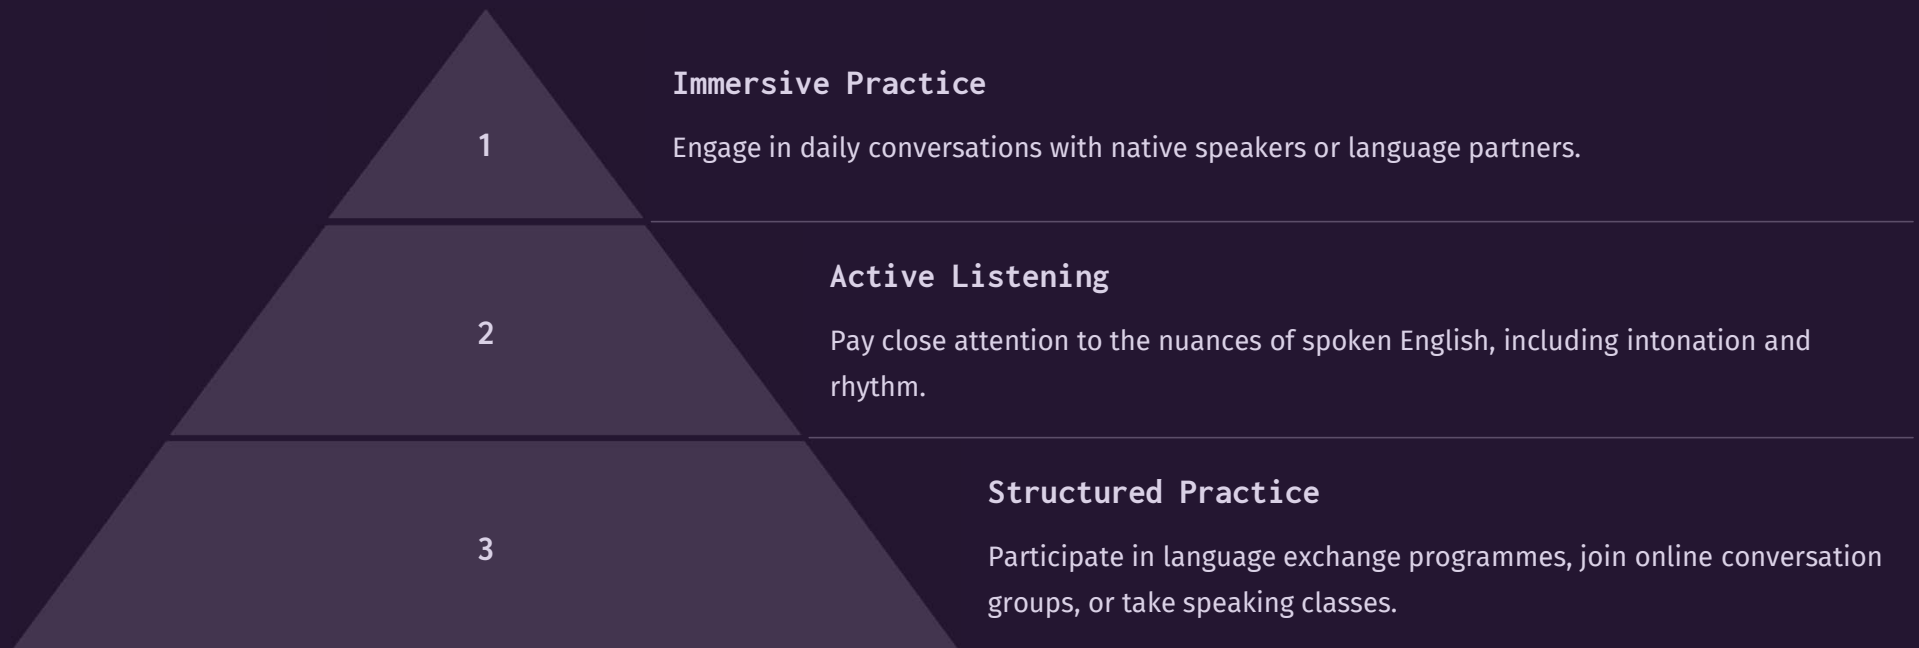 1
Immersive Practice
Engage in daily conversations with native speakers or language partners.
2
Active Listening
Pay close attention to the nuances of spoken English, including intonation and
rhythm.
3
Structured Practice
Participate in language exchange programmes, join online conversation
groups, or take speaking classes.